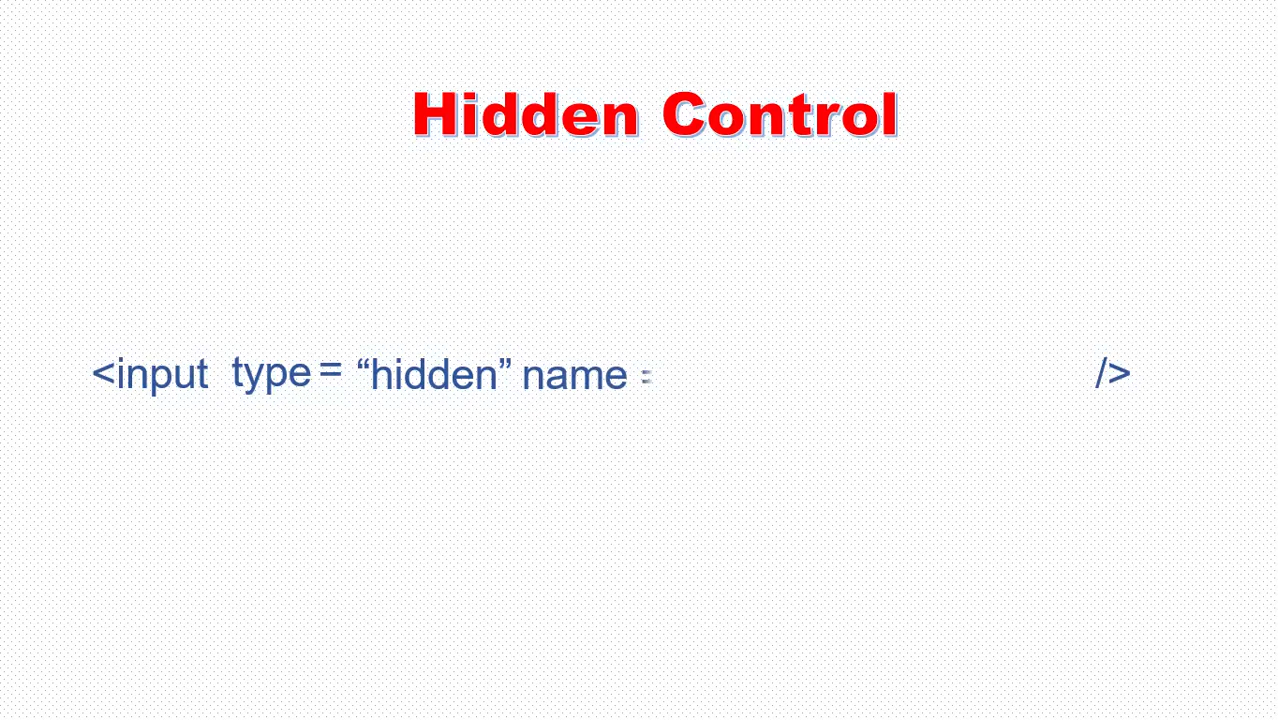 Hidden Control
<input type = “hidden” name = />